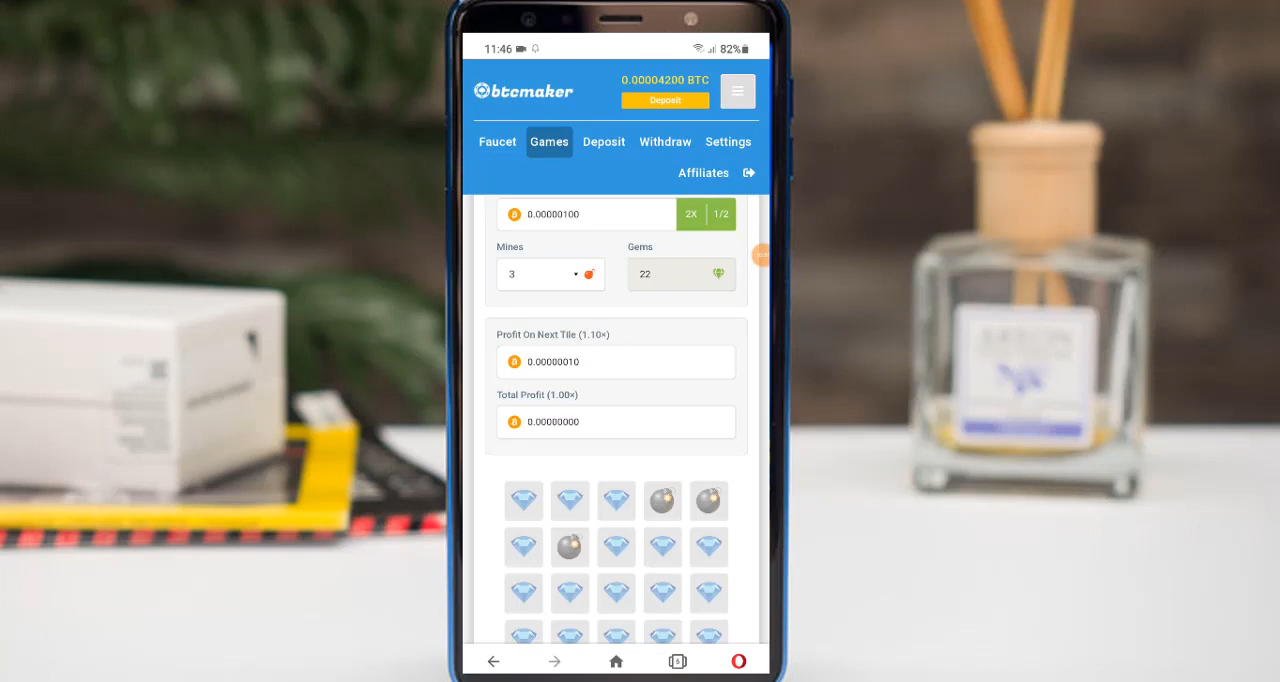 11:46
82%
btcmaker
0.00004200 BTC
Deposit
Faucet
Games
Deposit
Withdraw
Settings
Affiliates
0.00000100
2X
1/2
Mines
Gems
3
22
Profit On Next Tile (1.10×)
0.00000010
Total Profit (1.00×)
0.00000000
6